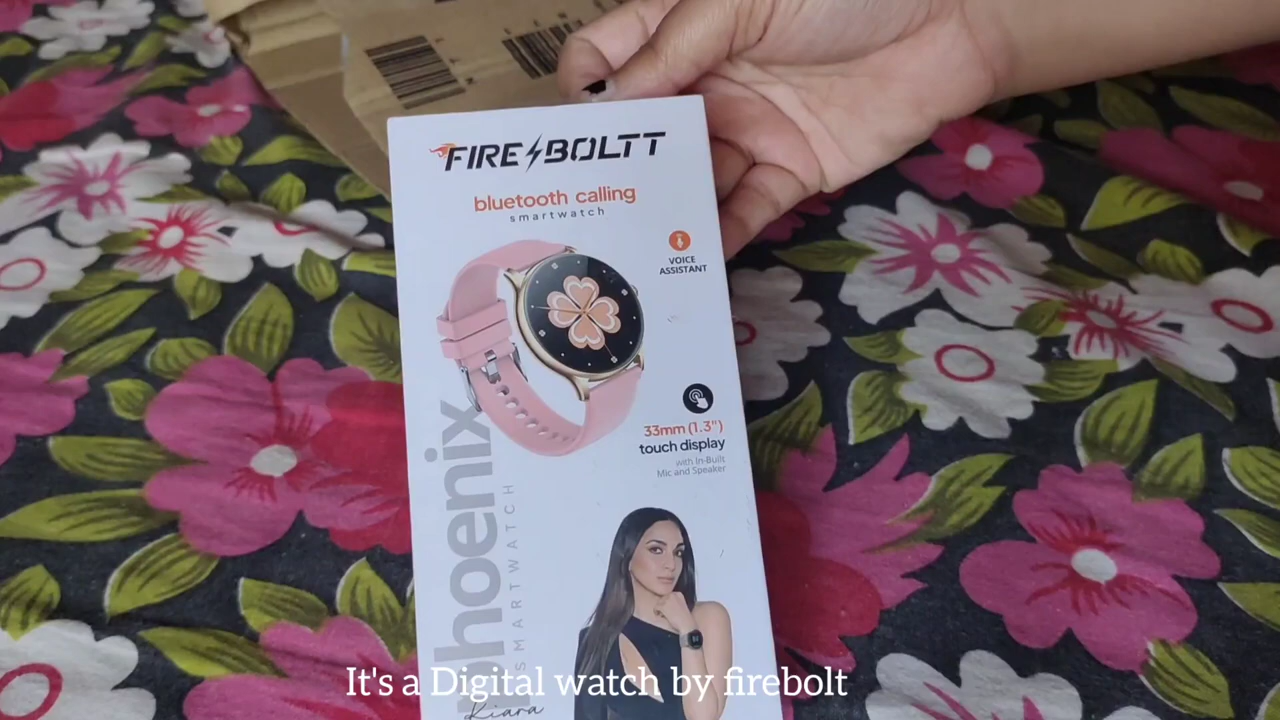 FIRE BOLTT
bluetooth calling
smartwatch
VOICE
ASSISTANT
33mm (1.3")
touch display
with In-Built
Mic and Speaker
phoenix
SMARTWATCH
Kiara
It's a Digital watch by firebolt